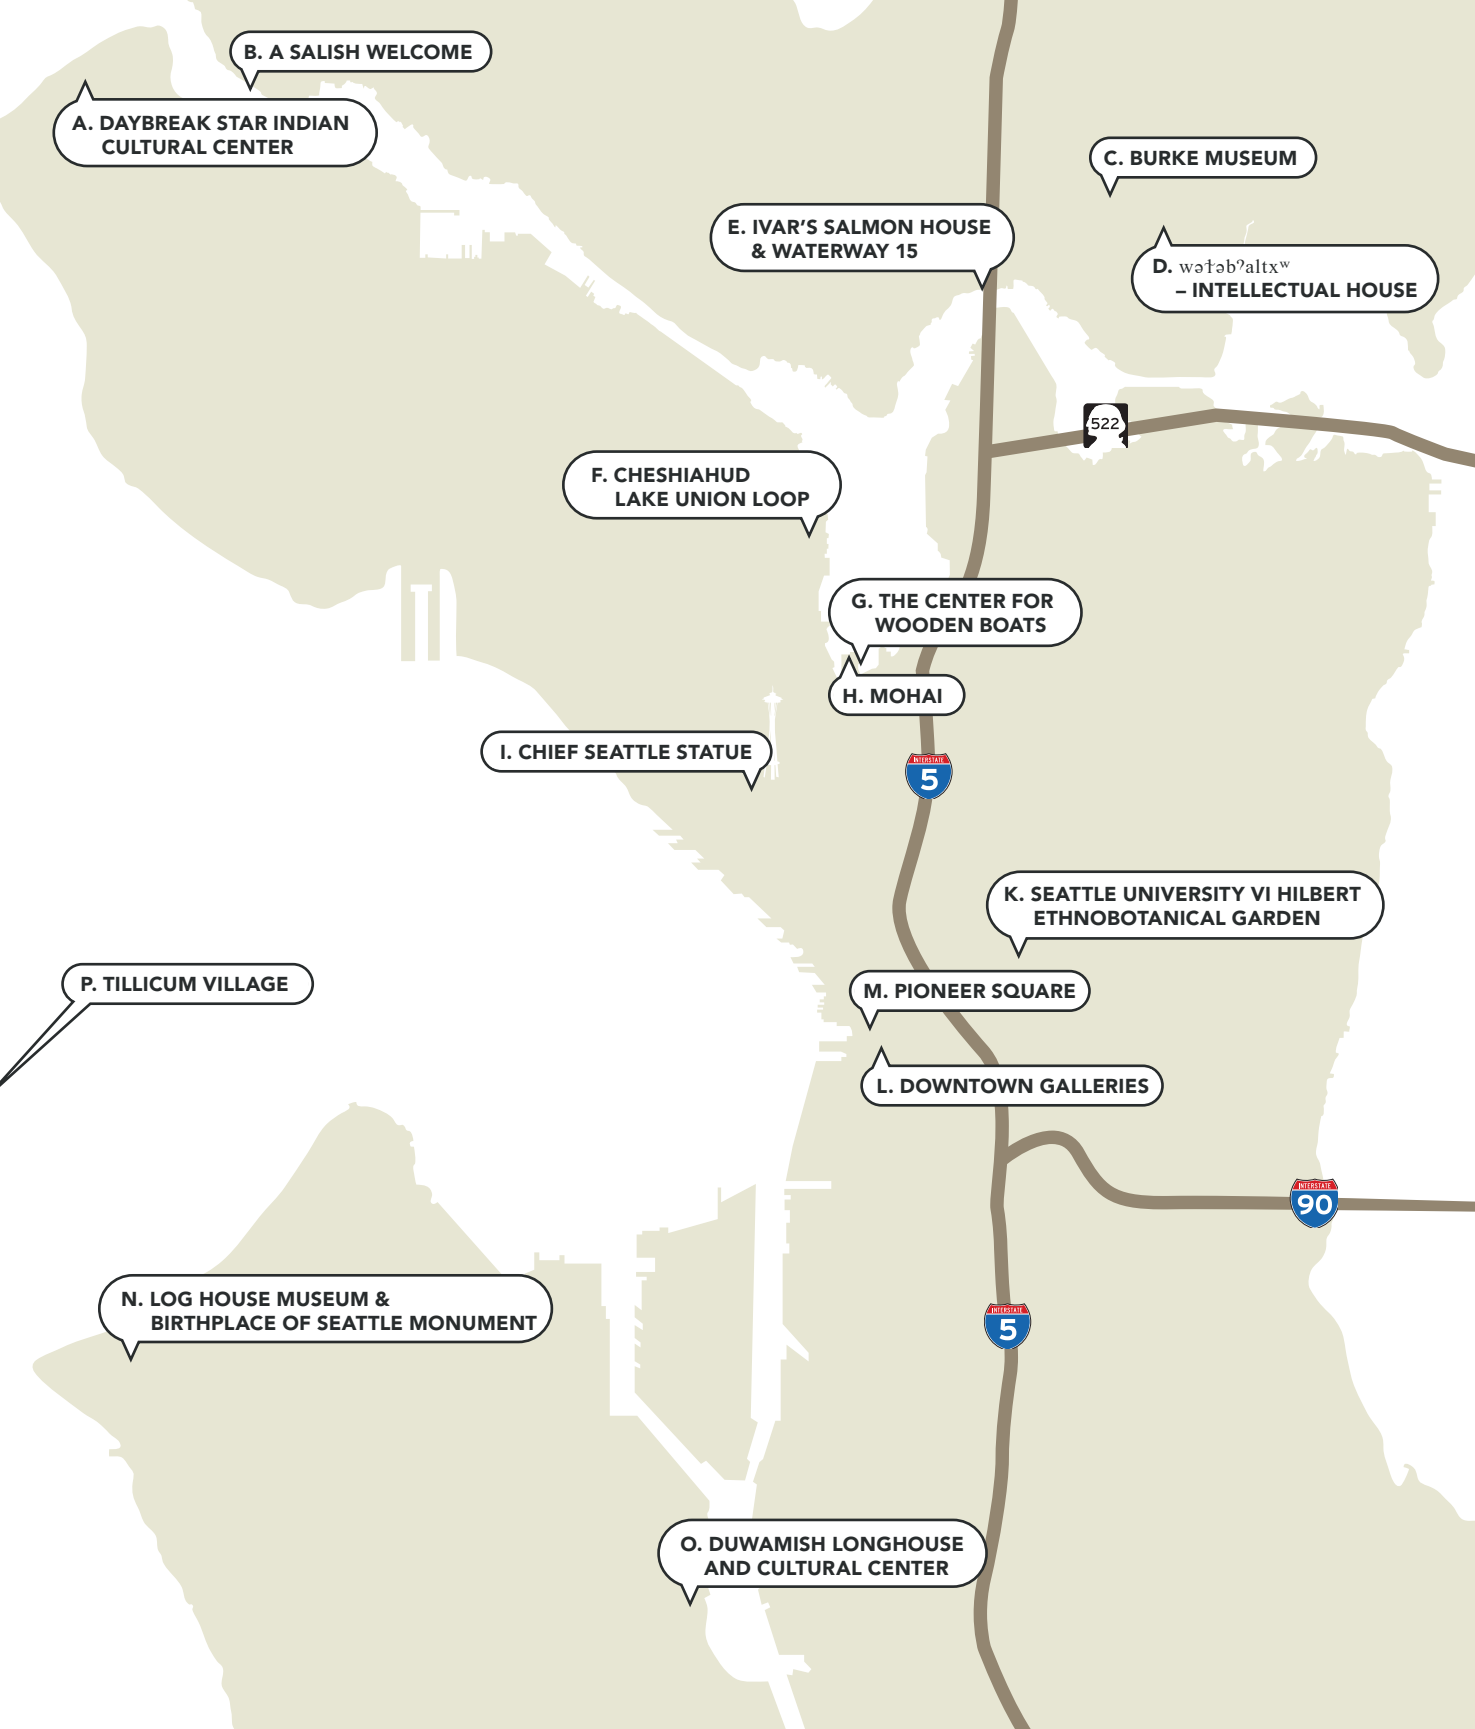 B. A SALISH WELCOME
A. DAYBREAK STAR INDIAN
CULTURAL CENTER
C. BURKE MUSEUM
E. IVAR’S SALMON HOUSE
& WATERWAY 15
D. wəɫəbʔaltxʷ
– INTELLECTUAL HOUSE
522
F. CHESHIAHUD
LAKE UNION LOOP
G. THE CENTER FOR
WOODEN BOATS
H. MOHAI
I. CHIEF SEATTLE STATUE
INTERSTATE
5
K. SEATTLE UNIVERSITY VI HILBERT
ETHNOBOTANICAL GARDEN
P. TILLICUM VILLAGE
M. PIONEER SQUARE
L. DOWNTOWN GALLERIES
INTERSTATE
90
N. LOG HOUSE MUSEUM &
BIRTHPLACE OF SEATTLE MONUMENT
INTERSTATE
5
O. DUWAMISH LONGHOUSE
AND CULTURAL CENTER